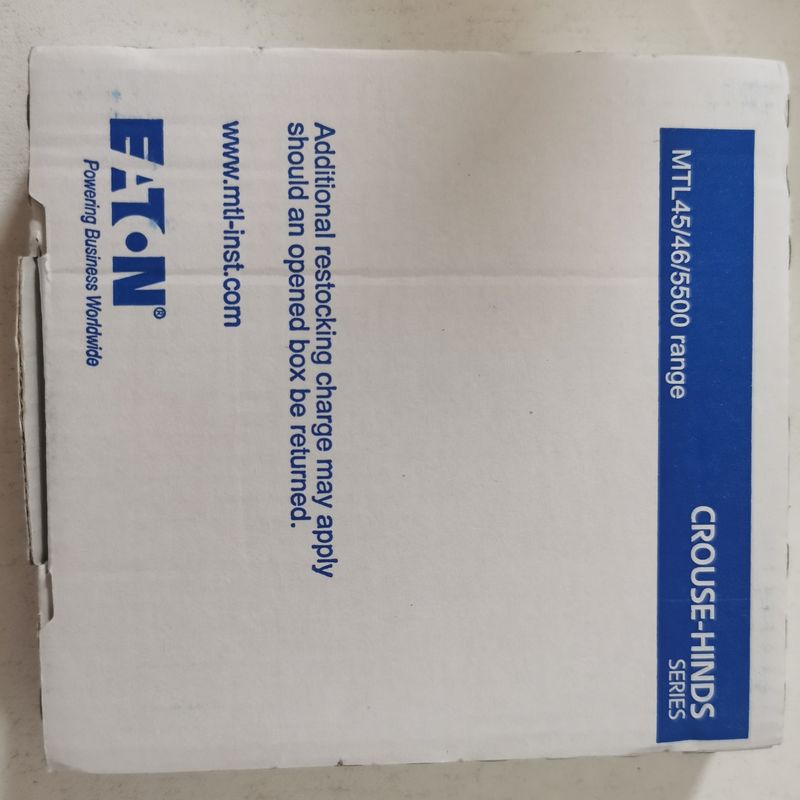 MTL45/46/5500 range
CROUSE-HINDS
SERIES
Additional restocking charge may apply
should an opened box be returned.
www.mtl-inst.com
EATON®
Powering Business Worldwide